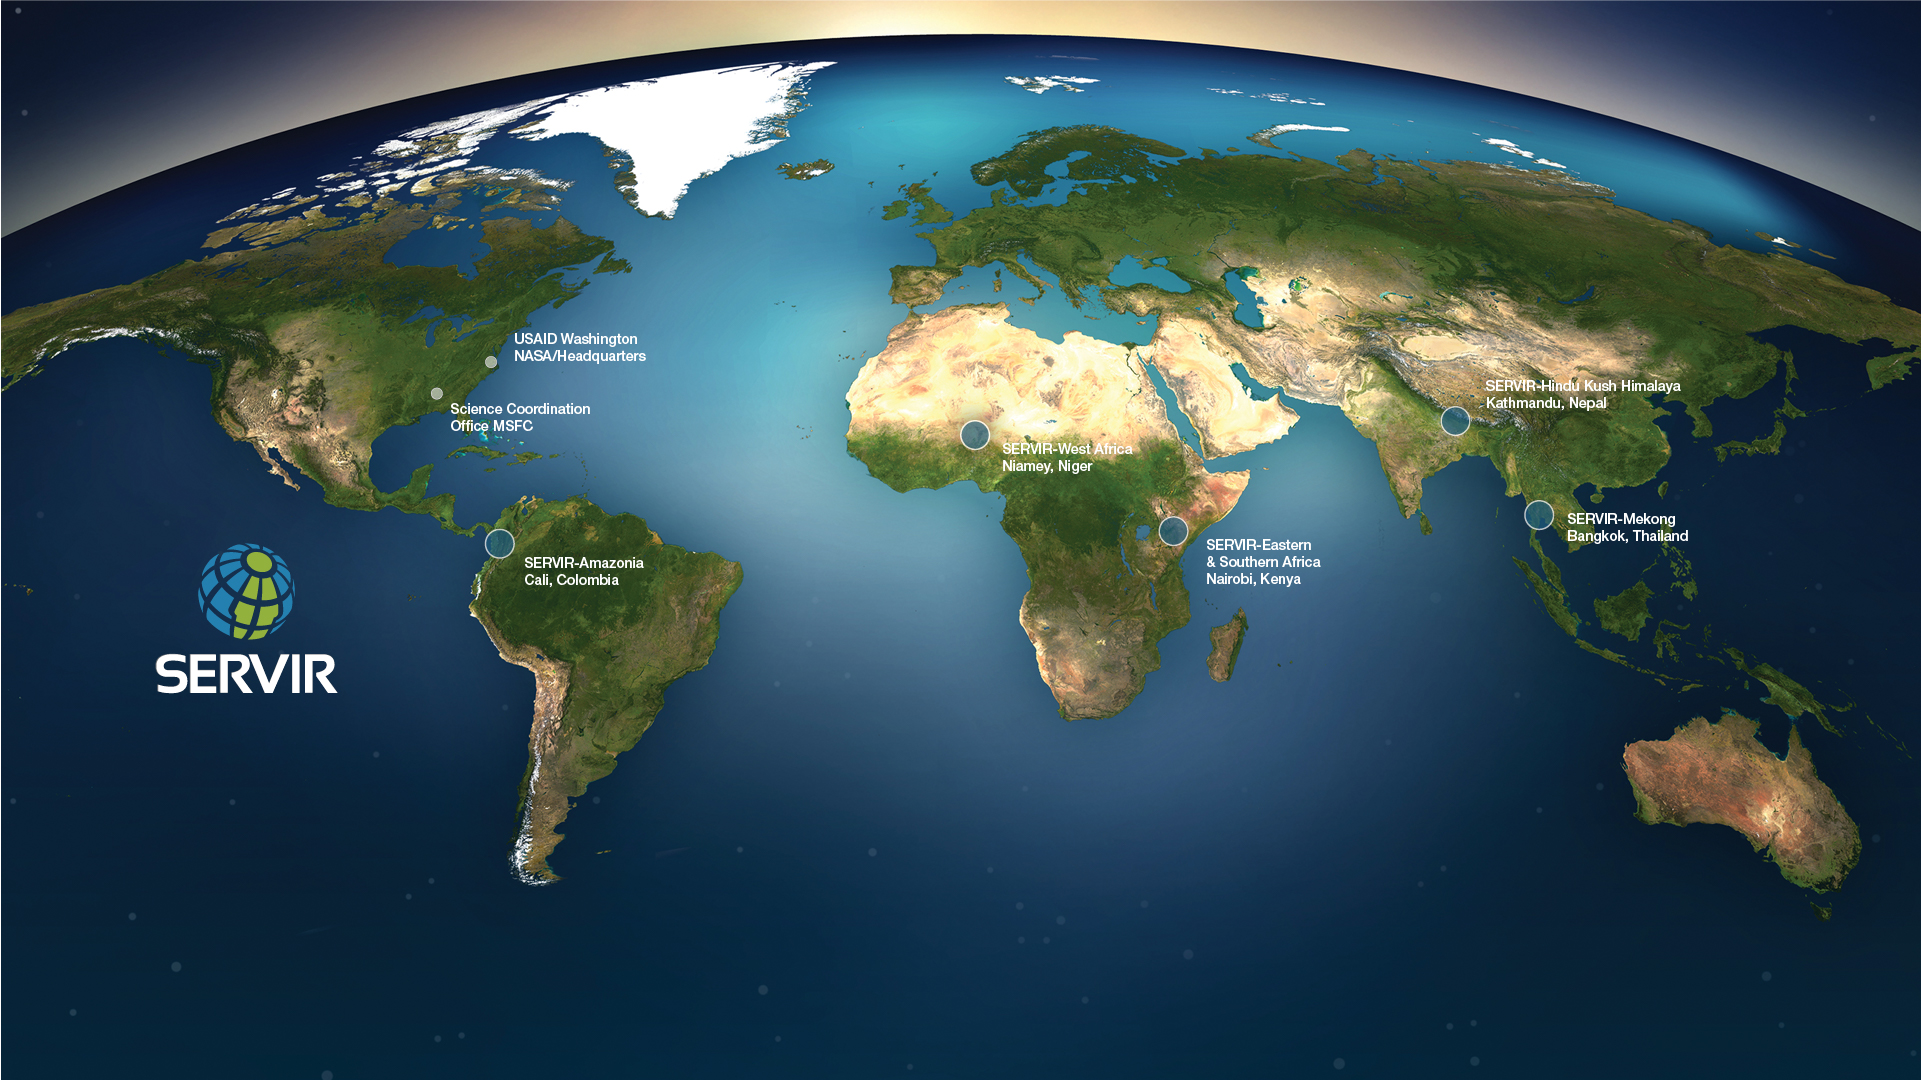 USAID Washington
NASA/Headquarters
Science Coordination
Office MSFC
SERVIR-Hindu Kush Himalaya
Kathmandu, Nepal
SERVIR-West Africa
Niamey, Niger
SERVIR-Mekong
Bangkok, Thailand
SERVIR-Eastern
& Southern Africa
Nairobi, Kenya
SERVIR-Amazonia
Cali, Colombia
SERVIR